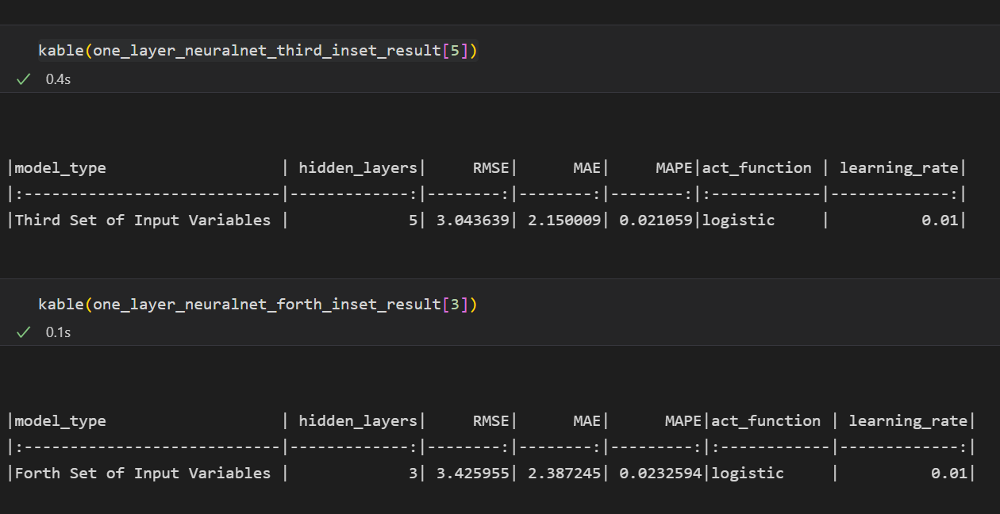 kable(one_layer_neuralnet_third_inset_result[5])
0.4s
|model_type                   | hidden_layers|     RMSE|      MAE|     MAPE|act_function | learning_rate|
|:----------------------------|-------------:|--------:|--------:|--------:|:------------|-------------:|
|Third Set of Input Variables |             5| 3.043639| 2.150009| 0.021059|logistic     |          0.01|
kable(one_layer_neuralnet_forth_inset_result[3])
0.1s
|model_type                   | hidden_layers|     RMSE|      MAE|      MAPE|act_function | learning_rate|
|:----------------------------|-------------:|--------:|--------:|---------:|:------------|-------------:|
|Forth Set of Input Variables |             3| 3.425955| 2.387245| 0.0232594|logistic     |          0.01|